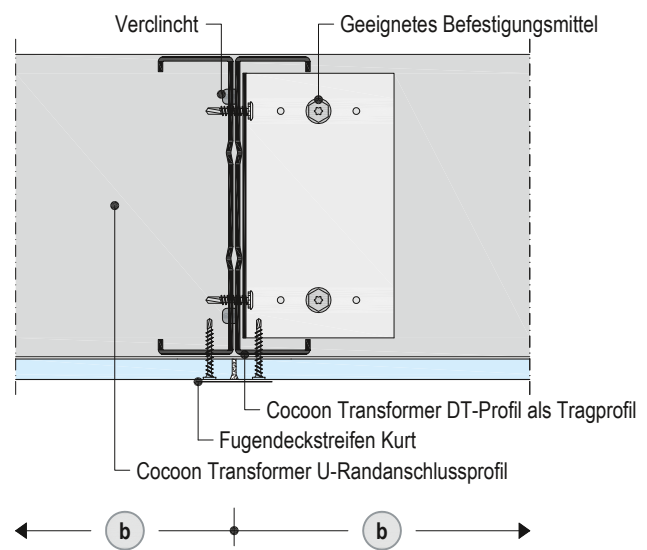 Verclincht
Geeignetes Befestigungsmittel
Cocoon Transformer DT-Profil als Tragprofil
Fugendeckstreifen Kurt
Cocoon Transformer U-Randanschlussprofil
b b